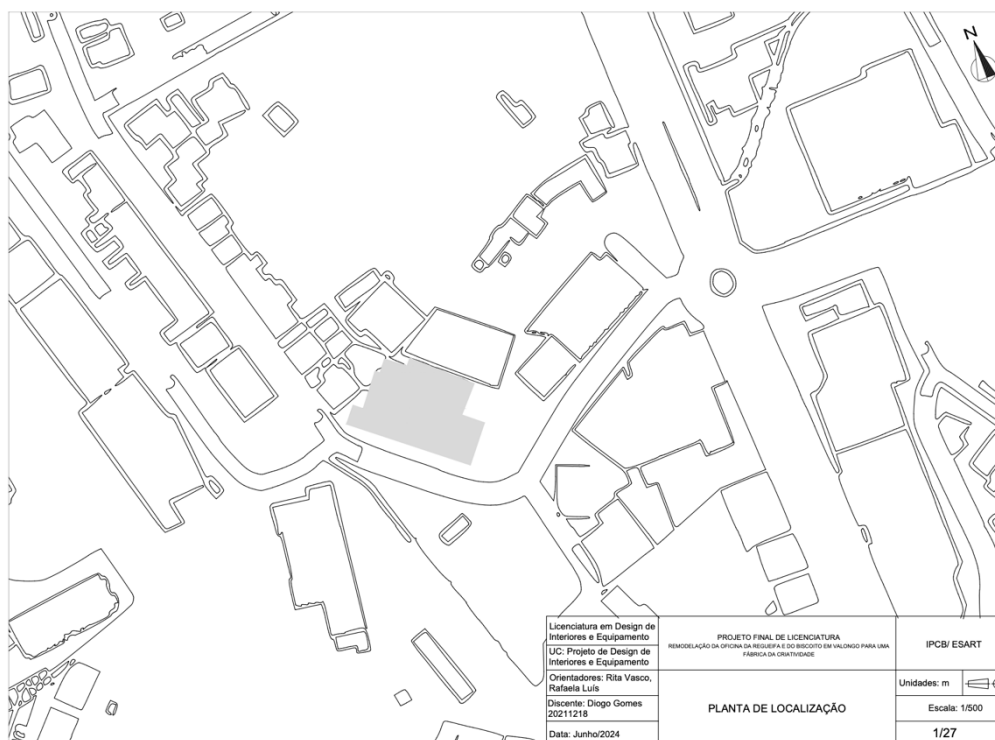 N
Licenciatura em Design de
Interiores e Equipamento
UC: Projeto de Design de
Interiores e Equipamento
Orientadores: Rita Vasco,
Rafaela Luís
Discente: Diogo Gomes
20211218
Data: Junho/2024
PROJETO FINAL DE LICENCIATURA
REMODELAÇÃO DA OFICINA DA REGUEIFA E DO BISCOITO EM VALONGO PARA UMA
FÁBRICA DA CRIATIVIDADE
PLANTA DE LOCALIZAÇÃO
IPCB/ ESART
Unidades: m
Escala: 1/500
1/27